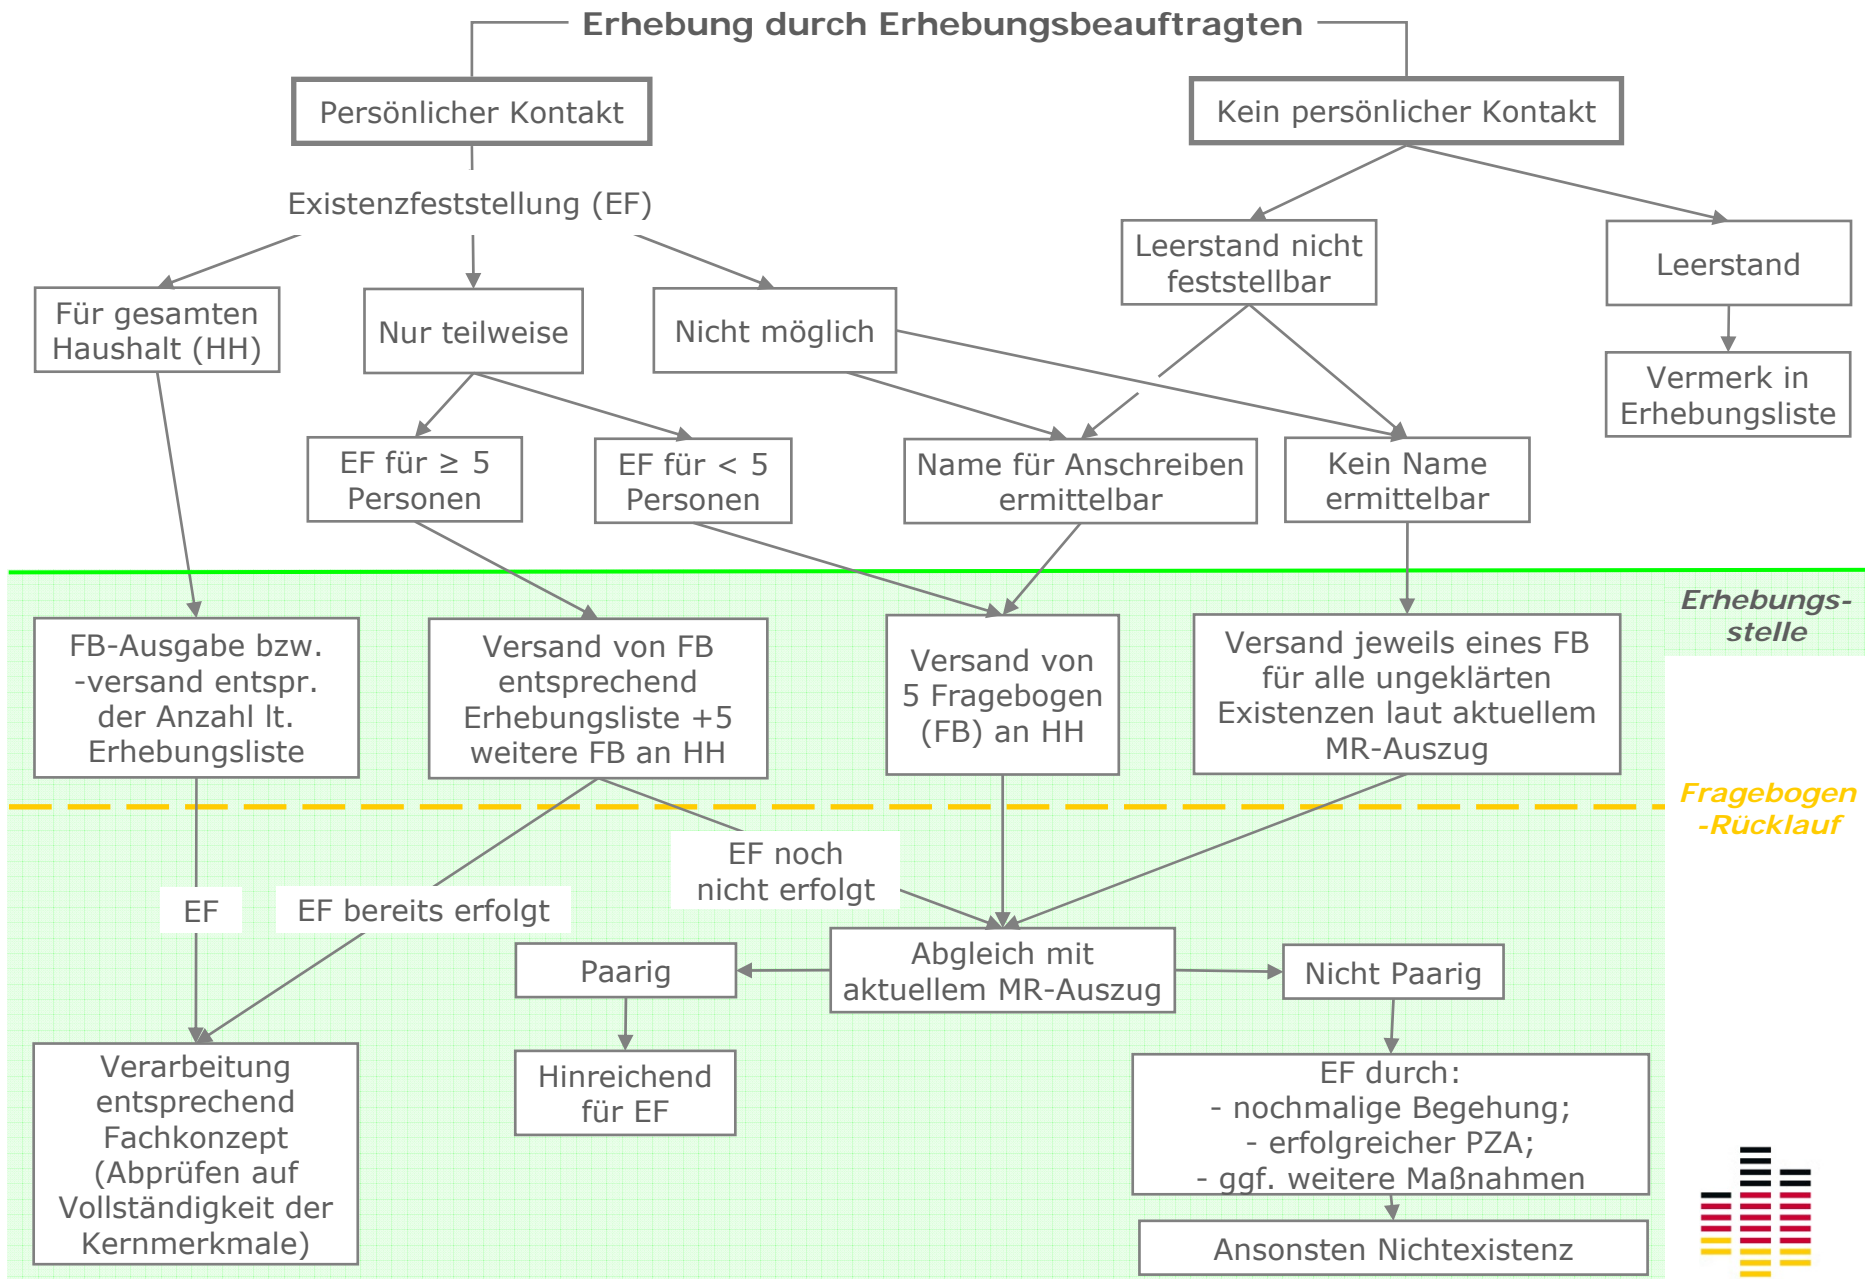 Erhebung durch Erhebungsbeauftragten
Persönlicher Kontakt
Kein persönlicher Kontakt
Existenzfeststellung (EF)
Leerstand nicht
feststellbar
Leerstand
Für gesamten
Haushalt (HH)
Nur teilweise
Nicht möglich
Vermerk in
Erhebungsliste
EF für ≥ 5
Personen
EF für < 5
Personen
Name für Anschreiben
ermittelbar
Kein Name
ermittelbar
Erhebungs-
stelle
FB-Ausgabe bzw.
-versand entspr.
der Anzahl lt.
Erhebungsliste
Versand von FB
entsprechend
Erhebungsliste +5
weitere FB an HH
Versand von
5 Fragebogen
(FB) an HH
Versand jeweils eines FB
für alle ungeklärten
Existenzen laut aktuellem
MR-Auszug
Fragebogen
-Rücklauf
EF
EF bereits erfolgt
EF noch
nicht erfolgt
Paarig
Abgleich mit
aktuellem MR-Auszug
Nicht Paarig
Verarbeitung
entsprechend
Fachkonzept
(Abprüfen auf
Vollständigkeit der
Kernmerkmale)
Hinreichend
für EF
EF durch:
- nochmalige Begehung;
- erfolgreicher PZA;
- ggf. weitere Maßnahmen
Ansonsten Nichtexistenz